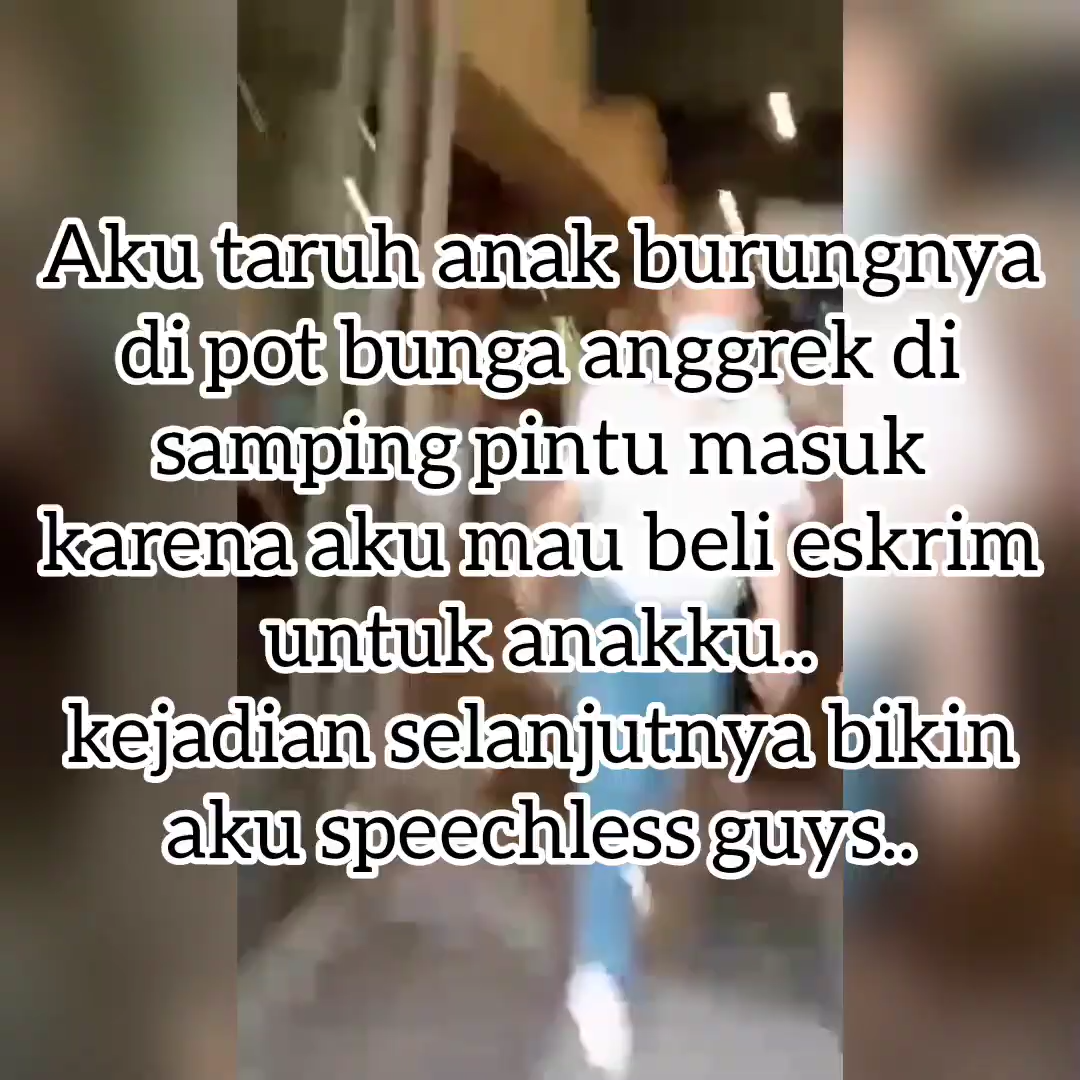 Aku taruh anak burungnya
di pot bunga anggrek di
samping pintu masuk
karena aku mau beli eskrim
untuk anakku..
kejadian selanjutnya bikin
aku speechless guys..